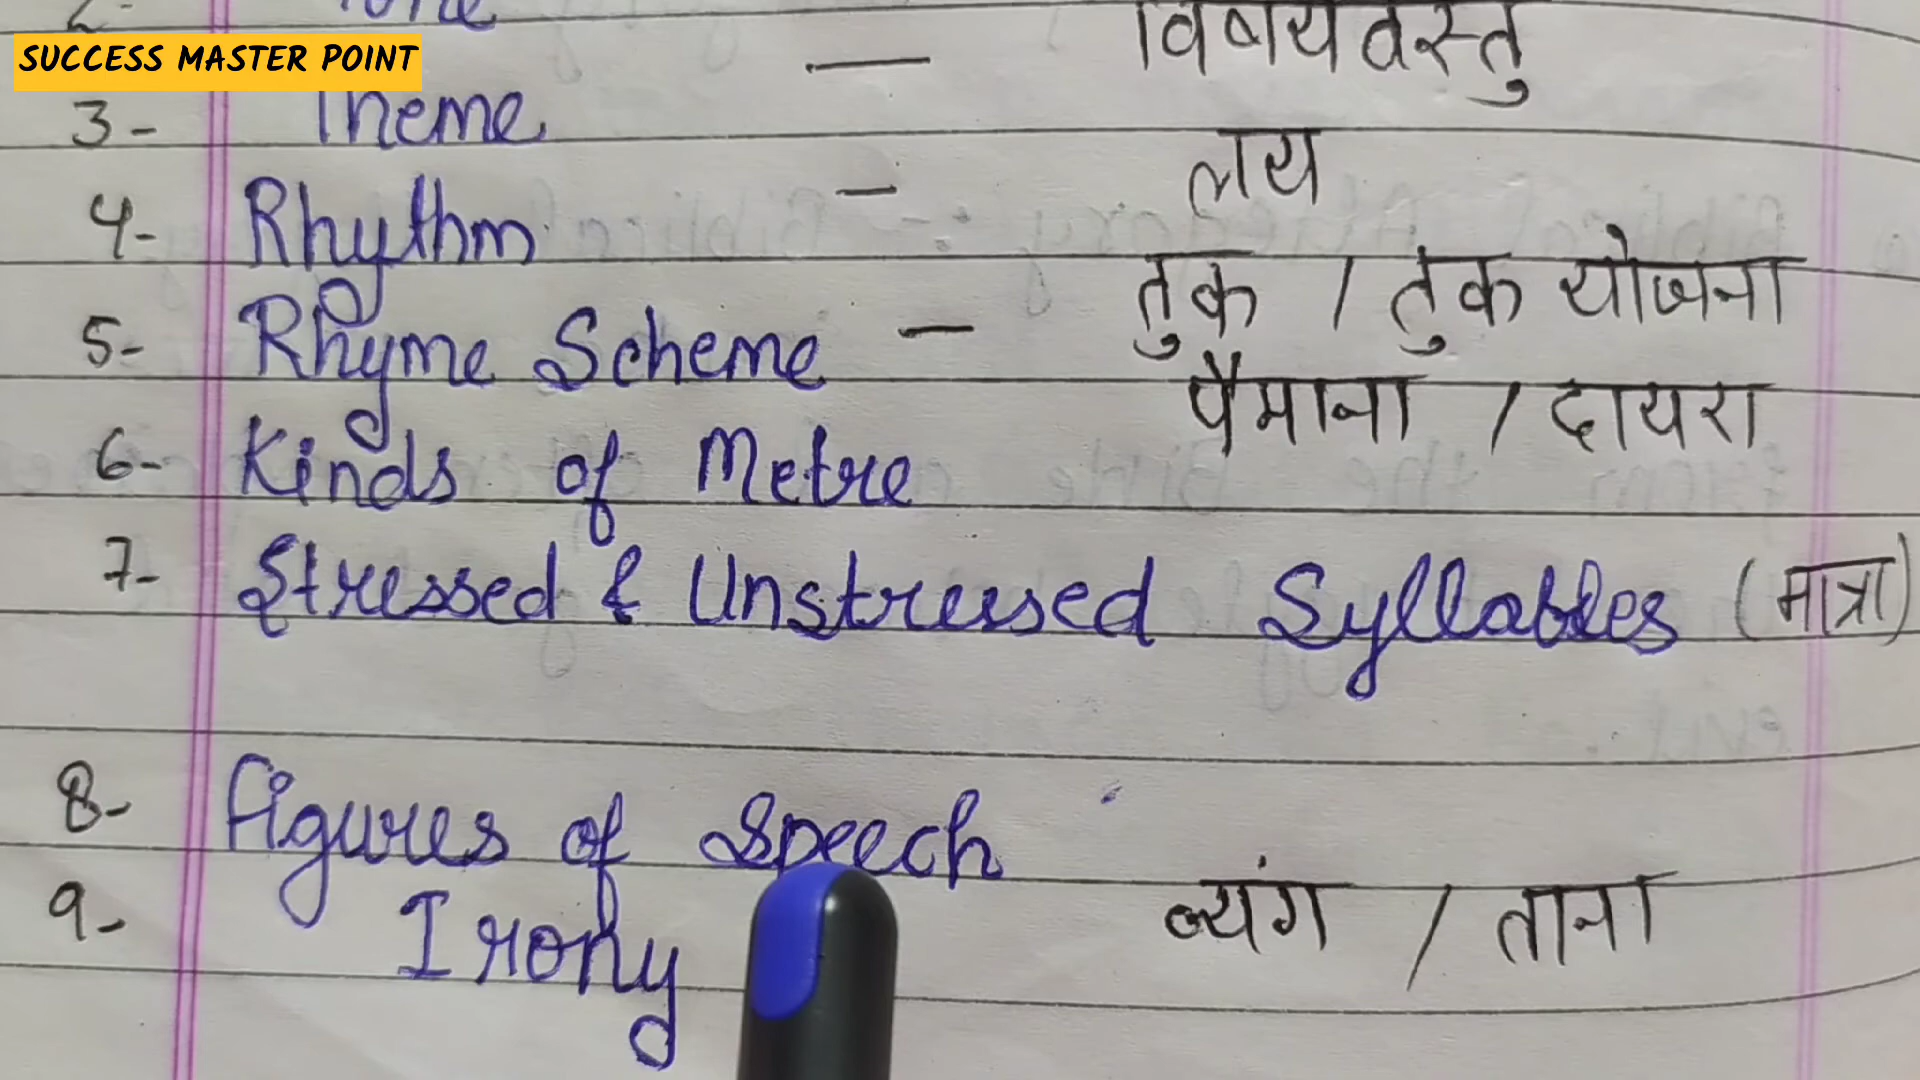 2-
SUCCESS MASTER POINT
3- Theme — विषयवस्तु
4- Rhythm — लय
5- Rhyme Scheme — तुक / तुक योजना
6- Kinds of Metre पैमाना / दायरा
7- Stressed & Unstressed Syllables (मात्रा)
8- Figures of Speech
9- Irony व्यंग / ताना